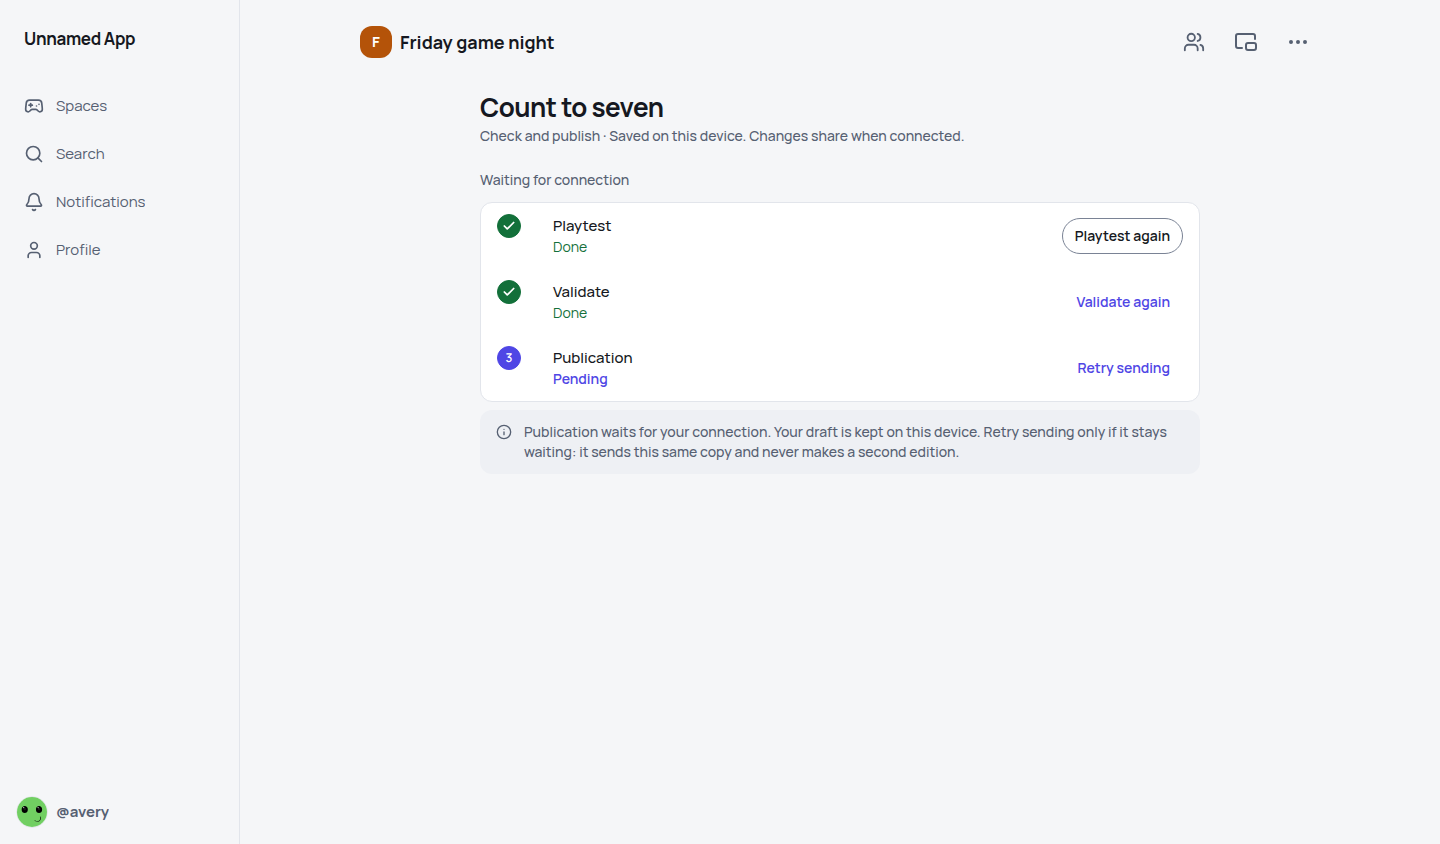 Unnamed App
Spaces
Search
Notifications
Profile
@avery
F
Friday game night
Count to seven
Check and publish · Saved on this device. Changes share when connected.
Waiting for connection
Playtest
Done
Playtest again
Validate
Done
Validate again
3
Publication
Pending
Retry sending
Publication waits for your connection. Your draft is kept on this device. Retry sending only if it stays
waiting: it sends this same copy and never makes a second edition.